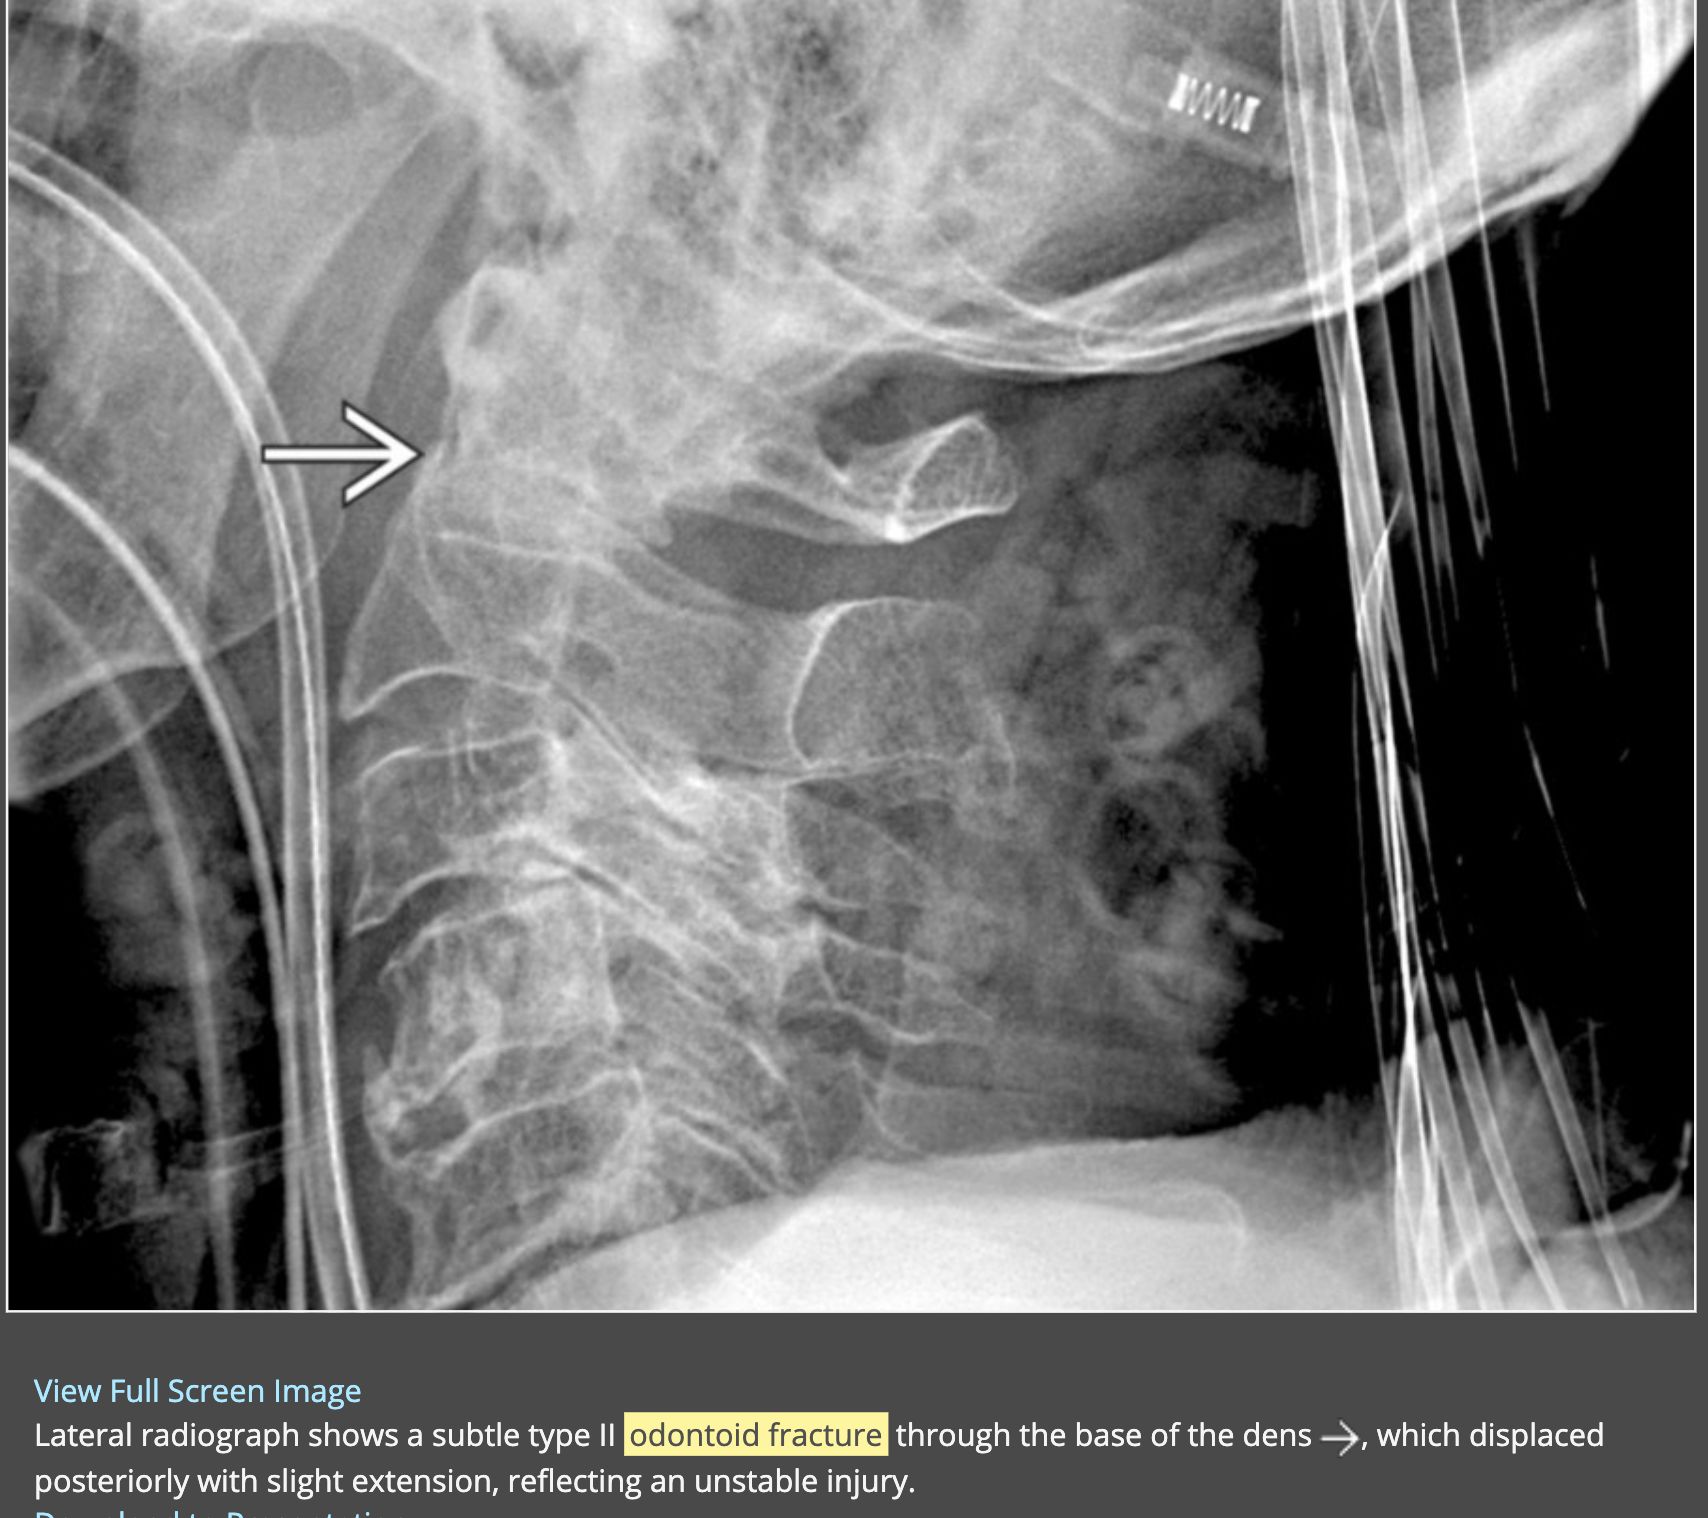 View Full Screen Image
Lateral radiograph shows a subtle type II odontoid fracture through the base of the dens →, which displaced
posteriorly with slight extension, reflecting an unstable injury.